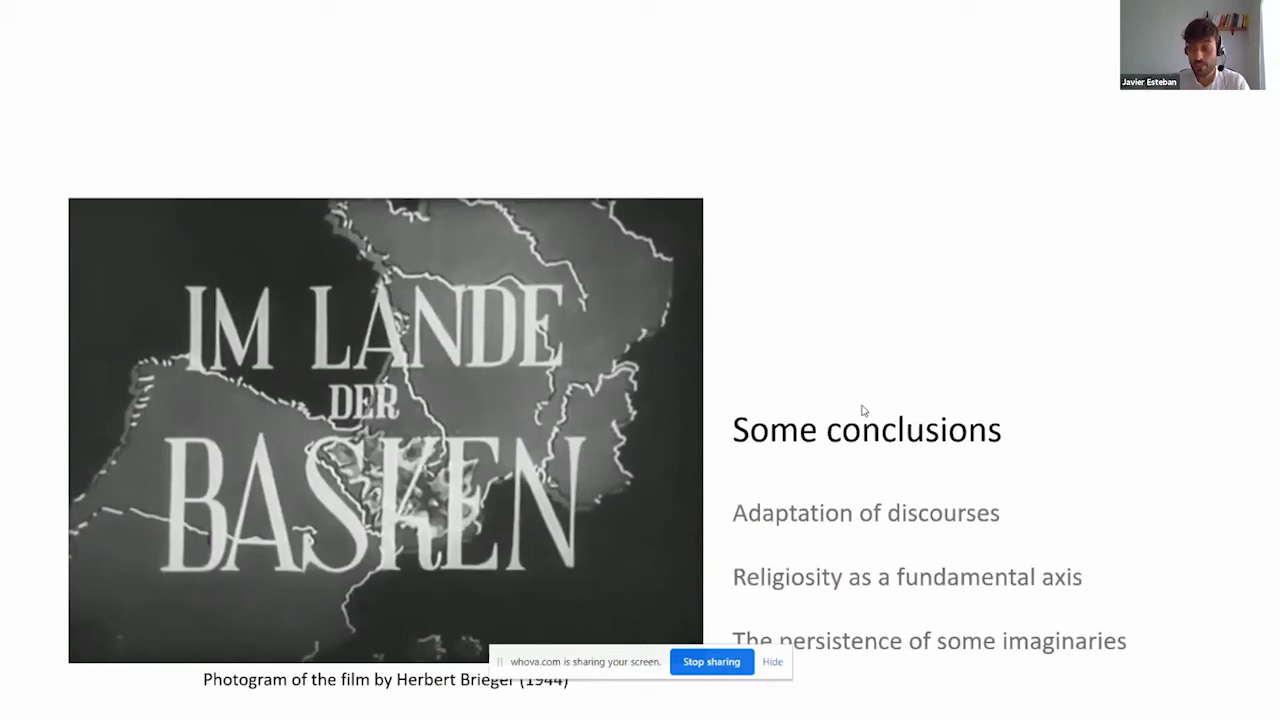 Javier Esteban
IM LANDE
DER
BASKEN
Some conclusions
Adaptation of discourses
Religiosity as a fundamental axis
The persistence of some imaginaries
whova.com is sharing your screen.
Stop sharing
Hide
Photogram of the film by Herbert Brieger (1944)